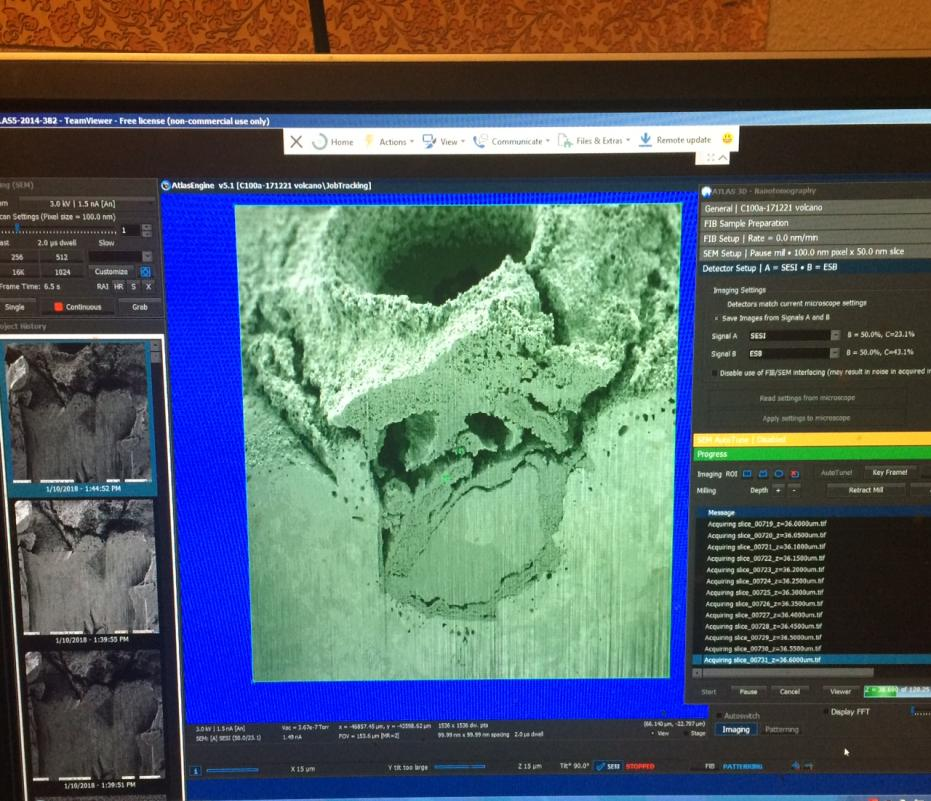 LAS5-2014-382 - TeamViewer - Free license (non-commercial use only)
Home Actions View Communicate Files & Extras Remote update
AtlasEngine v5.1 [C100a-171221 volcano\JobTracking]
(SEM)
3.0 kV | 1.5 nA [An]
Settings (Pixel size = 100.0 nm)
1
2.0 µs dwell Slow
256 512
16K 1024 Customize
Frame Time: 6.5 s RAI HR S X
Single Continuous Grab
History
1/10/2018 - 1:44:52 PM
1/10/2018 - 1:39:55 PM
1/10/2018 - 1:39:51 PM
ATLAS 3D - Nanotomography
General | C100a-171221 volcano
FIB Sample Preparation
FIB Setup | Rate = 0.0 nm/min
SEM Setup | Pause mill • 100.0 nm pixel x 50.0 nm slice
Detector Setup | A = SESI • B = ESB
Imaging Settings
Detectors match current microscope settings
Save Images from Signals A and B
Signal A SESI B = 50.0%, C=23.1%
Signal B ESB B = 50.0%, C=43.1%
Disable use of FIB/SEM interlacing (may result in noise in acquired
Read settings from microscope
Apply settings to microscope
SEM AutoTune | Disabled
Progress
Imaging ROI AutoTune! Key Frame!
Milling Depth + - Retract Mill
Message
Acquiring slice_00719_z=36.0000um.tif
Acquiring slice_00720_z=36.0500um.tif
Acquiring slice_00721_z=36.1000um.tif
Acquiring slice_00722_z=36.1500um.tif
Acquiring slice_00723_z=36.2000um.tif
Acquiring slice_00724_z=36.2500um.tif
Acquiring slice_00725_z=36.3000um.tif
Acquiring slice_00726_z=36.3500um.tif
Acquiring slice_00727_z=36.4000um.tif
Acquiring slice_00728_z=36.4500um.tif
Acquiring slice_00729_z=36.5000um.tif
Acquiring slice_00730_z=36.5500um.tif
Acquiring slice_00731_z=36.6000um.tif
Start Pause Cancel Viewer Z = 36.600 of 128.25
Autoswitch Display FFT
Imaging Patterning
3.0 kV | 1.5 nA [An] Vac = 3.67e-7 Torr x = -46857.45 µm, y = -42598.62 µm 1536 x 1536 div. pts (66.140 µm, -22.787 µm)
SEM: [A] SESI (50.0/23.1) 1.49 nA FOV = 153.6 µm [MR=2] 99.99 nm x 99.99 nm spacing 2.0 µs dwell View Stage
X 15 µm Y tilt too large Z 15 µm Tilt° 90.0° SESI STOPPED FIB PATTERNING